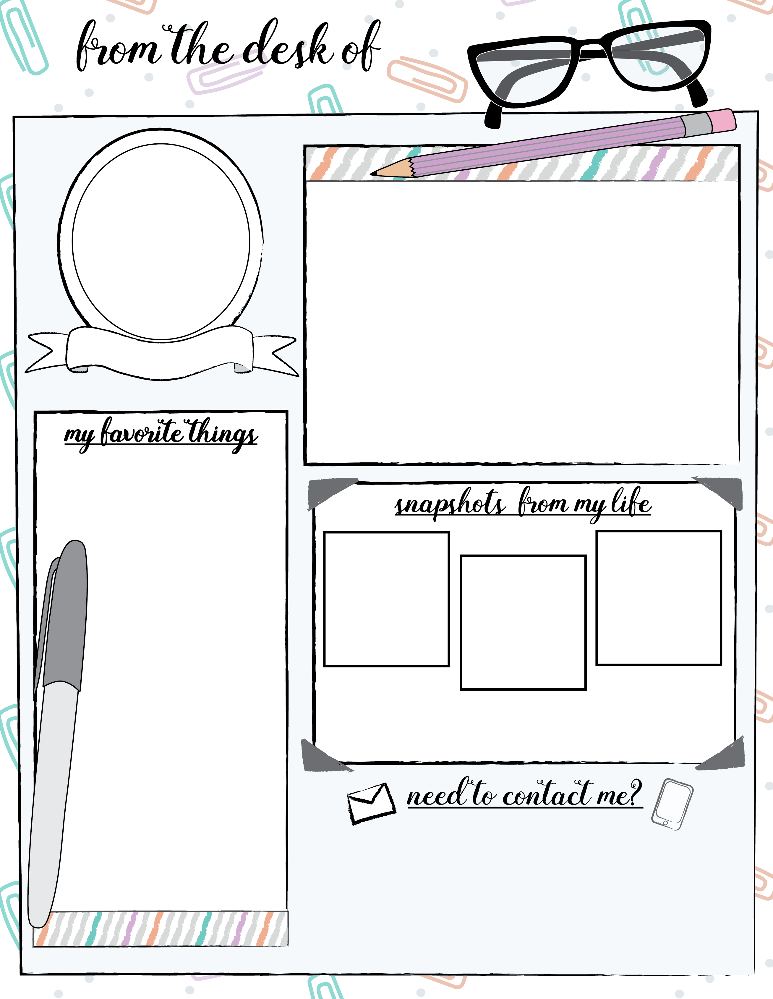 from the desk of
my favorite things
snapshots from my life
need to contact me?